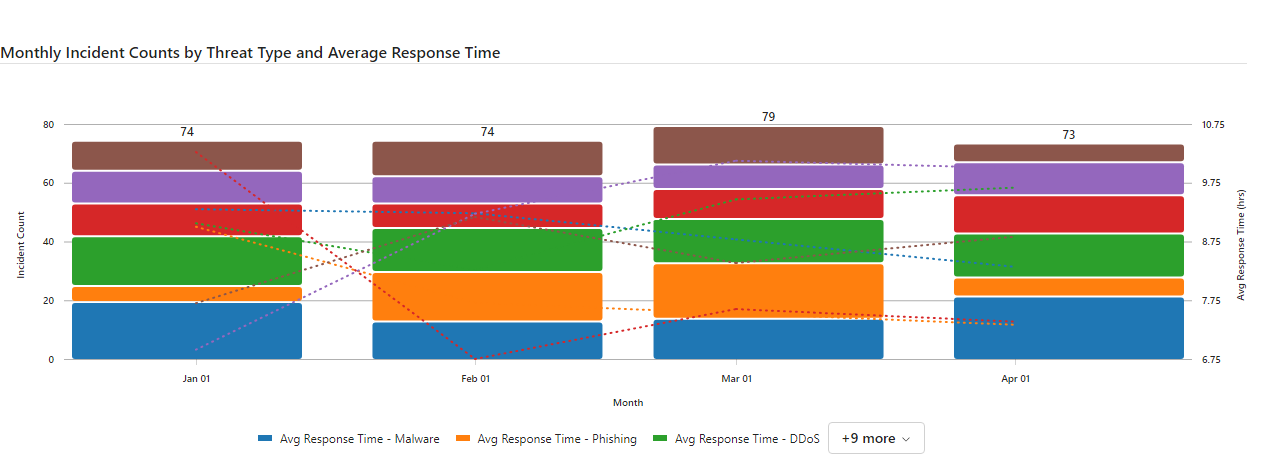 Monthly Incident Counts by Threat Type and Average Response Time
74 74 79 73
80 10.75
60 9.75
40 8.75
20 7.75
0 6.75
Incident Count
Avg Response Time (hrs)
Jan 01 Feb 01 Mar 01 Apr 01
Month
Avg Response Time - Malware Avg Response Time - Phishing Avg Response Time - DDoS +9 more